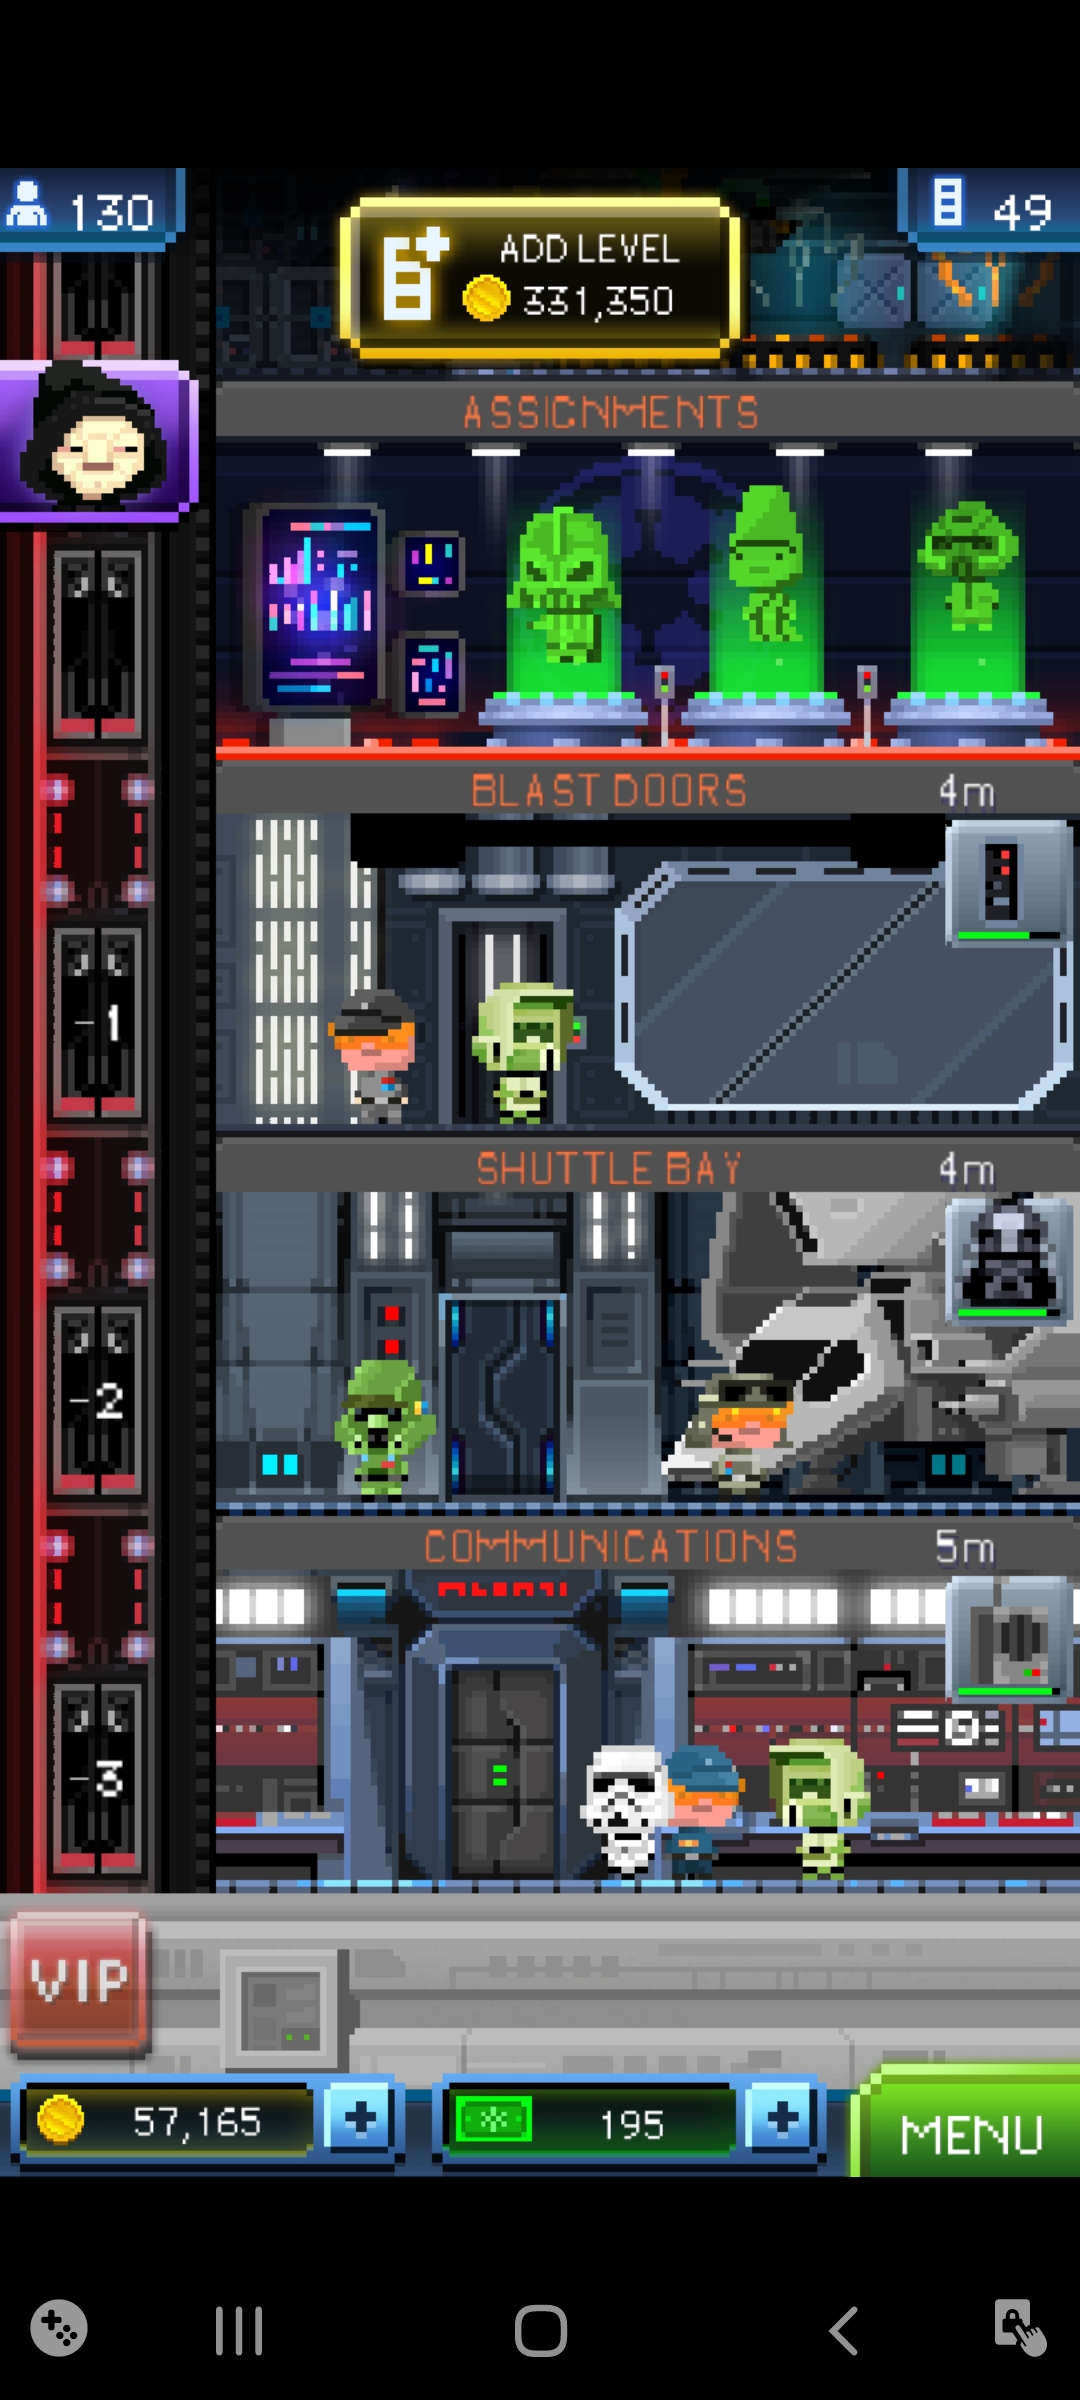 130
ADD LEVEL
331,350
49
ASSIGNMENTS
BLAST DOORS 4m
-1
SHUTTLE BAY 4m
-2
COMMUNICATIONS 5m
-3
VIP
57,165
195
MENU